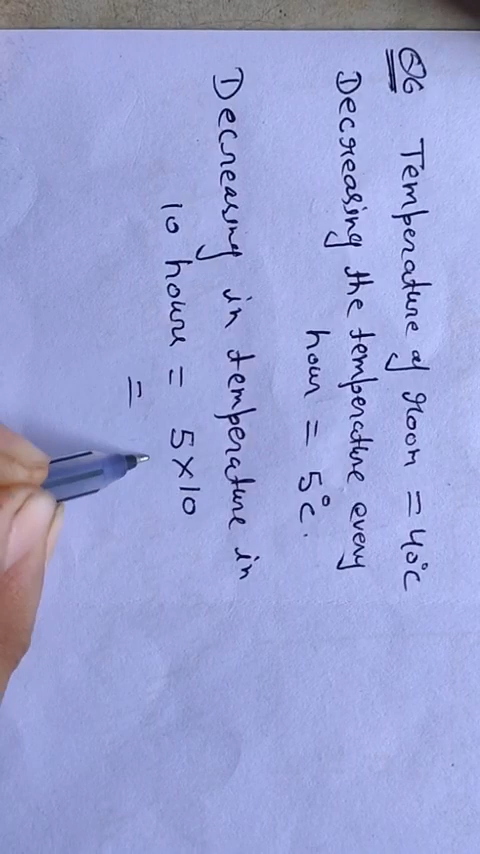 Q6 Temperature of room = 40°C
Decreasing the temperature every
hour = 5°C.
Decreasing in temperature in
10 hours = 5×10
=